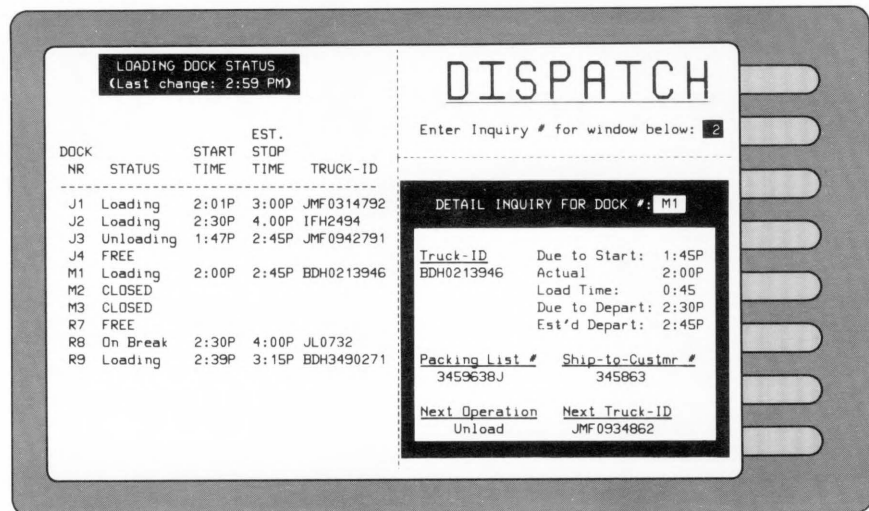 LOADING DOCK STATUS
(Last change: 2:59 PM)
DOCK NR STATUS START TIME EST. STOP TIME TRUCK-ID
J1 Loading 2:01P 3:00P JMF0314792
J2 Loading 2:30P 4.00P IFH2494
J3 Unloading 1:47P 2:45P JMF0942791
J4 FREE
M1 Loading 2:00P 2:45P BDH0213946
M2 CLOSED
M3 CLOSED
R7 FREE
R8 On Break 2:30P 4:00P JL0732
R9 Loading 2:39P 3:15P BDH3490271
DISPATCH
Enter Inquiry # for window below: 2
DETAIL INQUIRY FOR DOCK #: M1
Truck-ID Due to Start: 1:45P
BDH0213946 Actual 2:00P
Load Time: 0:45
Due to Depart: 2:30P
Est'd Depart: 2:45P
Packing List # Ship-to-Custmr #
3459638J 345863
Next Operation Next Truck-ID
Unload JMF0934862